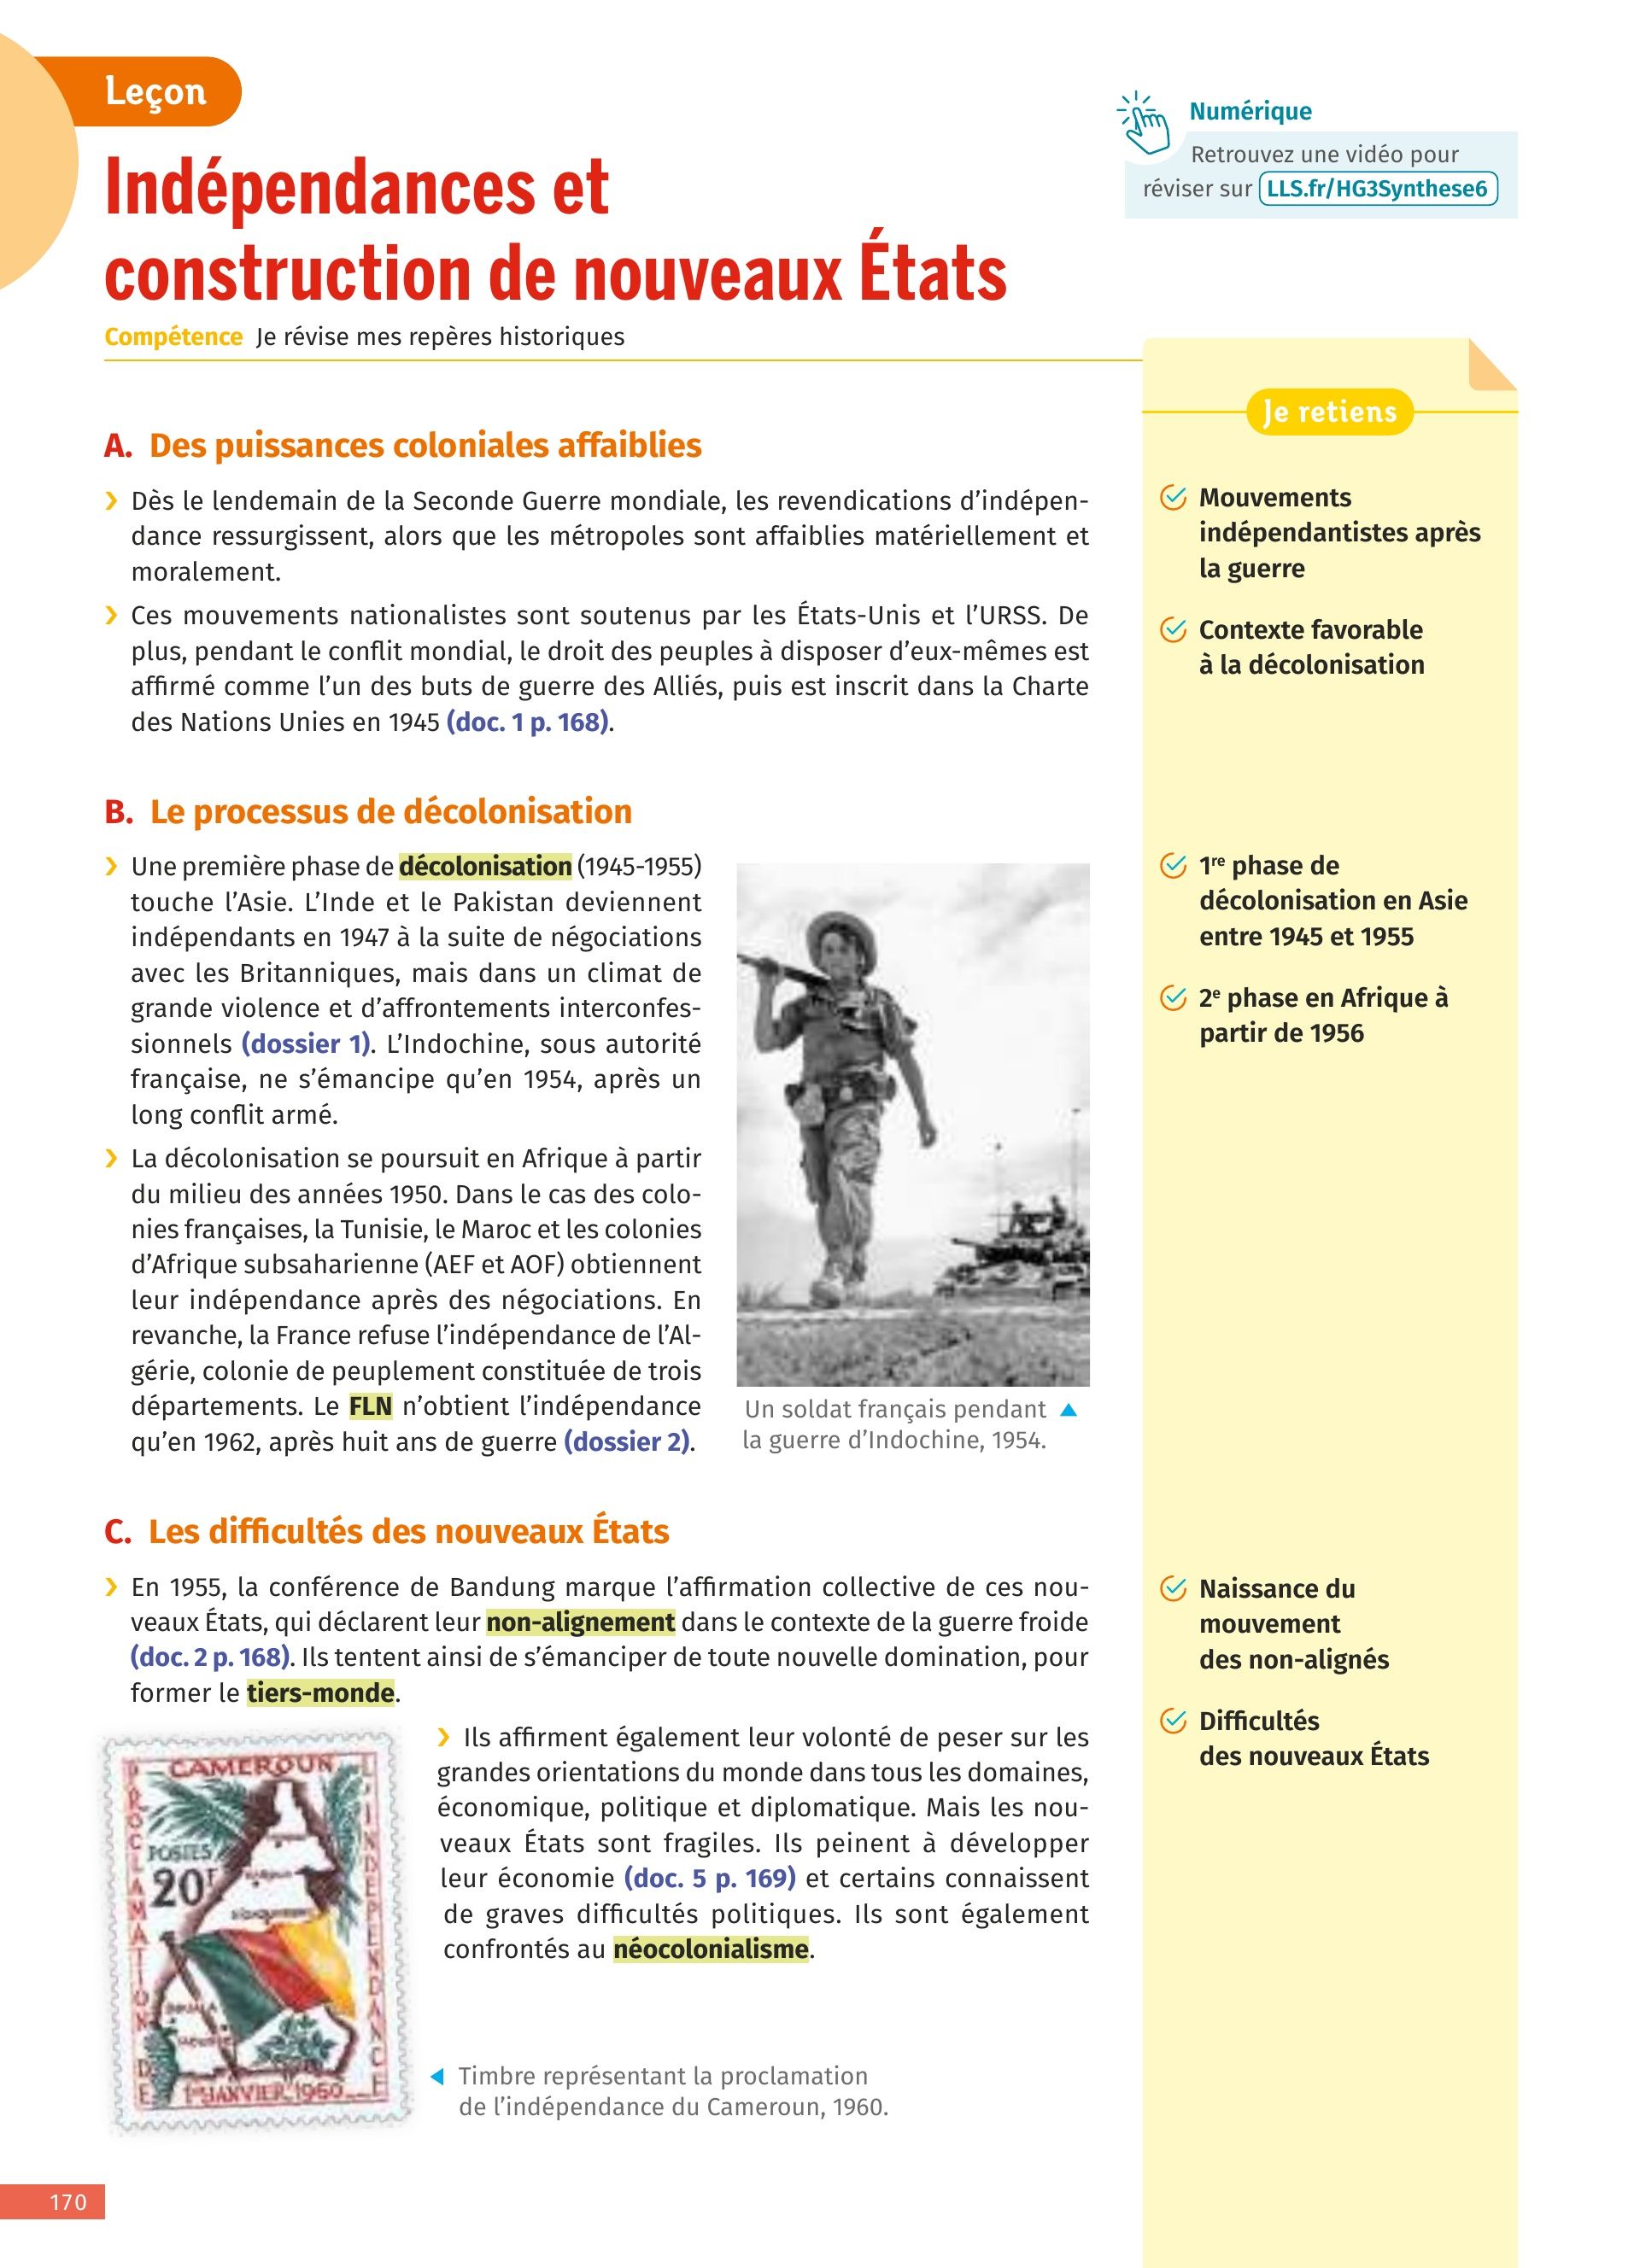 Leçon
Indépendances et
construction de nouveaux États
Compétence Je révise mes repères historiques
Numérique
Retrouvez une vidéo pour
réviser sur LLS.fr/HG3Synthese6
A. Des puissances coloniales affaiblies
› Dès le lendemain de la Seconde Guerre mondiale, les revendications d’indépen-
dance ressurgissent, alors que les métropoles sont affaiblies matériellement et
moralement.
› Ces mouvements nationalistes sont soutenus par les États-Unis et l’URSS. De
plus, pendant le conflit mondial, le droit des peuples à disposer d’eux-mêmes est
affirmé comme l’un des buts de guerre des Alliés, puis est inscrit dans la Charte
des Nations Unies en 1945 (doc. 1 p. 168).
B. Le processus de décolonisation
› Une première phase de décolonisation (1945-1955)
touche l’Asie. L’Inde et le Pakistan deviennent
indépendants en 1947 à la suite de négociations
avec les Britanniques, mais dans un climat de
grande violence et d’affrontements interconfes-
sionnels (dossier 1). L’Indochine, sous autorité
française, ne s’émancipe qu’en 1954, après un
long conflit armé.
› La décolonisation se poursuit en Afrique à partir
du milieu des années 1950. Dans le cas des colo-
nies françaises, la Tunisie, le Maroc et les colonies
d’Afrique subsaharienne (AEF et AOF) obtiennent
leur indépendance après des négociations. En
revanche, la France refuse l’indépendance de l’Al-
gérie, colonie de peuplement constituée de trois
départements. Le FLN n’obtient l’indépendance
qu’en 1962, après huit ans de guerre (dossier 2).
Un soldat français pendant
la guerre d’Indochine, 1954.
C. Les difficultés des nouveaux États
› En 1955, la conférence de Bandung marque l’affirmation collective de ces nou-
veaux États, qui déclarent leur non-alignement dans le contexte de la guerre froide
(doc. 2 p. 168). Ils tentent ainsi de s’émanciper de toute nouvelle domination, pour
former le tiers-monde.
› Ils affirment également leur volonté de peser sur les
grandes orientations du monde dans tous les domaines,
économique, politique et diplomatique. Mais les nou-
veaux États sont fragiles. Ils peinent à développer
leur économie (doc. 5 p. 169) et certains connaissent
de graves difficultés politiques. Ils sont également
confrontés au néocolonialisme.
CAMEROUN
PROCLAMATION DE
L'INDEPENDANCE
POSTES
20F
DOUALA
1er JANVIER 1960
Timbre représentant la proclamation
de l’indépendance du Cameroun, 1960.
Je retiens
Mouvements
indépendantistes après
la guerre
Contexte favorable
à la décolonisation
1re phase de
décolonisation en Asie
entre 1945 et 1955
2e phase en Afrique à
partir de 1956
Naissance du
mouvement
des non-alignés
Difficultés
des nouveaux États
170